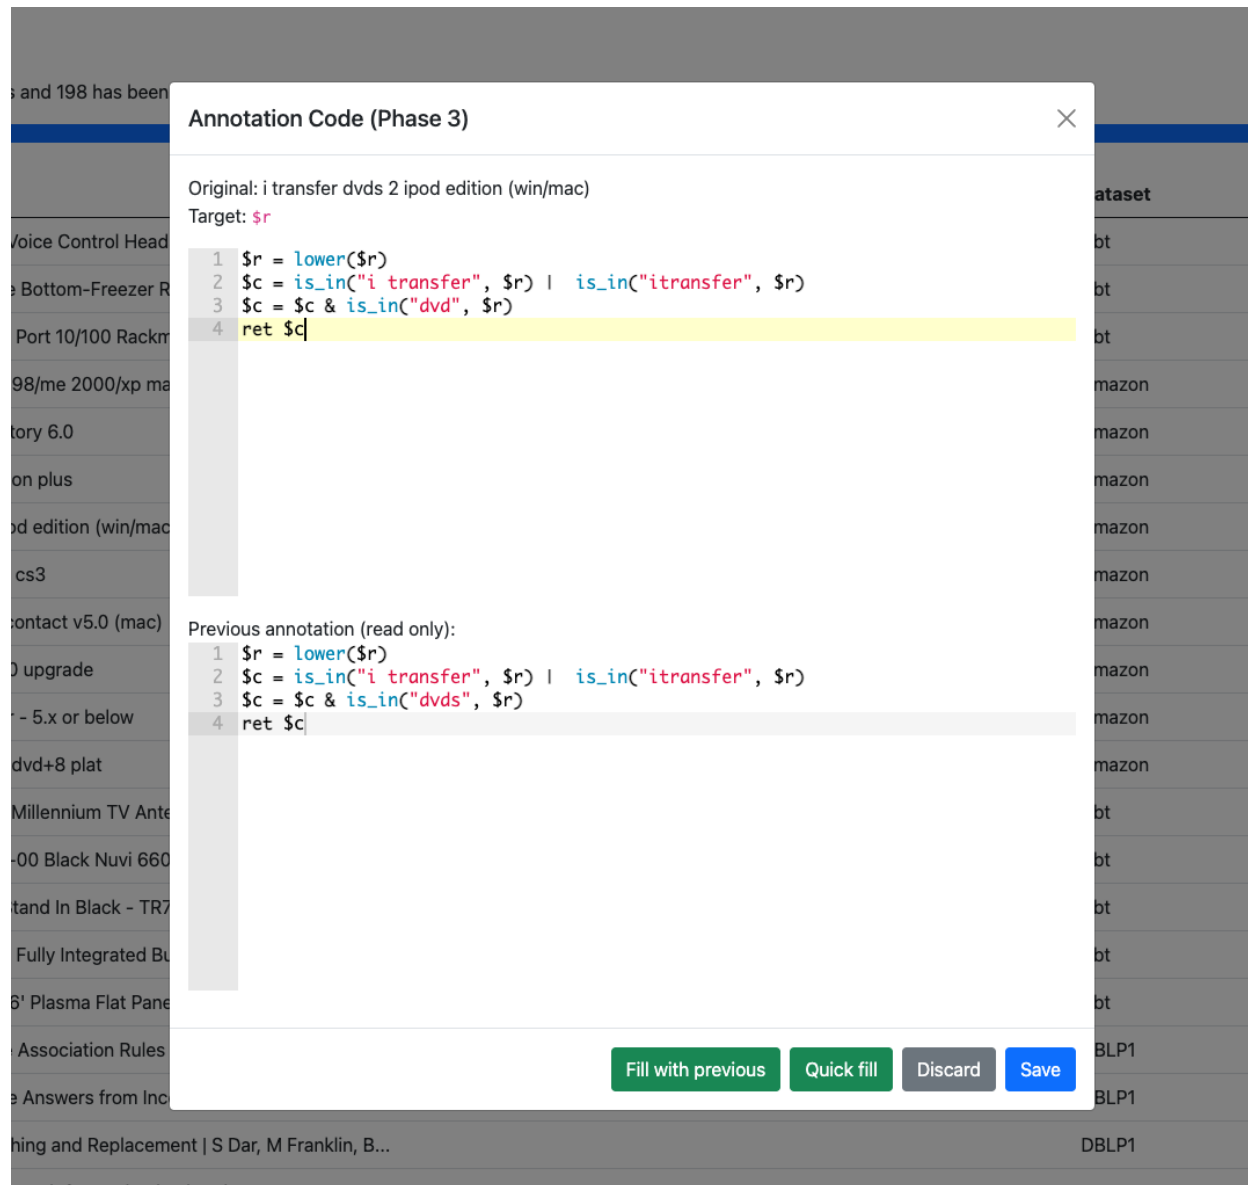 s and 198 has been
Annotation Code (Phase 3)
Original: i transfer dvds 2 ipod edition (win/mac)
Target: $r
1 $r = lower($r)
2 $c = is_in("i transfer", $r) |  is_in("itransfer", $r)
3 $c = $c & is_in("dvd", $r)
4 ret $c
Previous annotation (read only):
1 $r = lower($r)
2 $c = is_in("i transfer", $r) |  is_in("itransfer", $r)
3 $c = $c & is_in("dvds", $r)
4 ret $c
Fill with previous Quick fill Discard Save
ataset
Voice Control Head bt
e Bottom-Freezer R bt
Port 10/100 Rackm bt
98/me 2000/xp ma mazon
tory 6.0 mazon
on plus mazon
od edition (win/mac mazon
cs3 mazon
contact v5.0 (mac) mazon
0 upgrade mazon
r - 5.x or below mazon
dvd+8 plat mazon
Millennium TV Ante bt
-00 Black Nuvi 660 bt
Stand In Black - TR7 bt
Fully Integrated Bu bt
6' Plasma Flat Pane bt
Association Rules BLP1
e Answers from Inc BLP1
hing and Replacement | S Dar, M Franklin, B... DBLP1